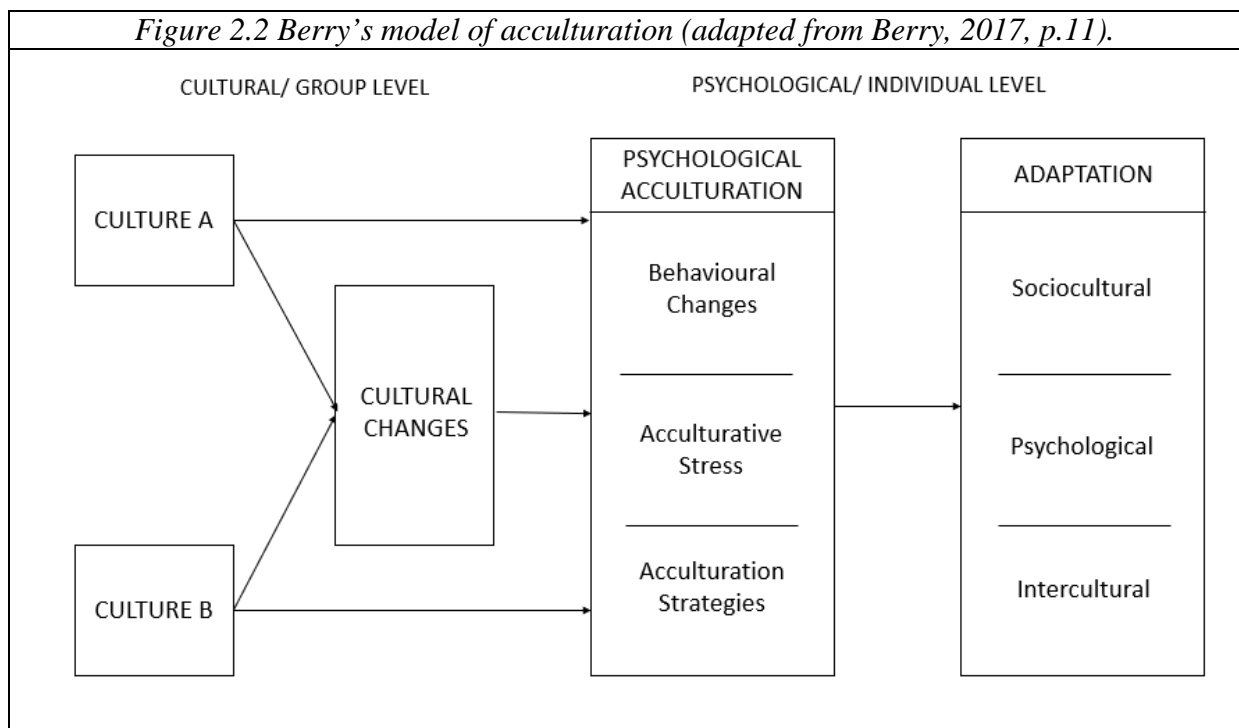 Figure 2.2 Berry’s model of acculturation (adapted from Berry, 2017, p.11).
CULTURAL/ GROUP LEVEL
PSYCHOLOGICAL/ INDIVIDUAL LEVEL
CULTURE A
CULTURE B
CULTURAL
CHANGES
PSYCHOLOGICAL
ACCULTURATION
Behavioural
Changes
Acculturative
Stress
Acculturation
Strategies
ADAPTATION
Sociocultural
Psychological
Intercultural